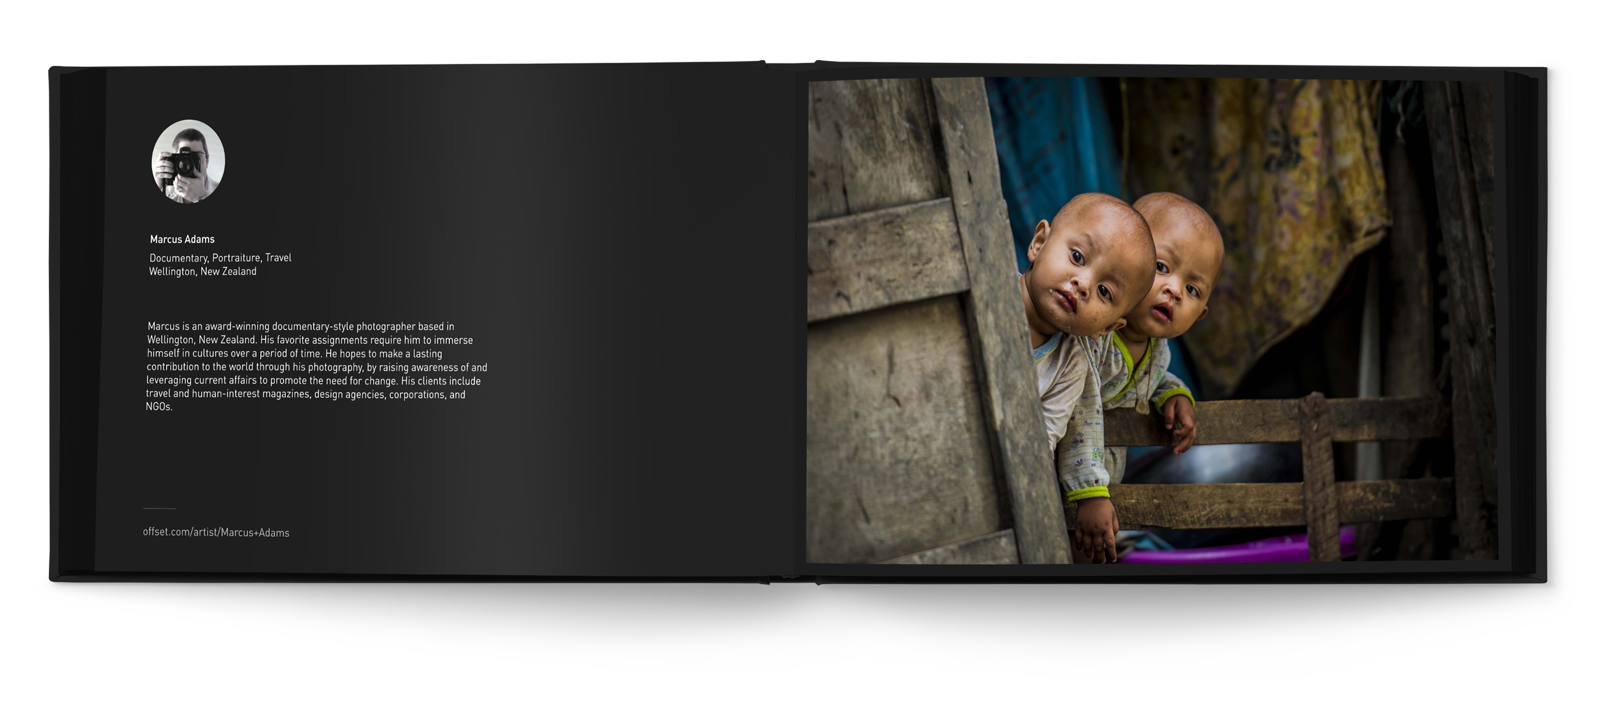 Marcus Adams
Documentary, Portraiture, Travel
Wellington, New Zealand
Marcus is an award-winning documentary-style photographer based in
Wellington, New Zealand. His favorite assignments require him to immerse
himself in cultures over a period of time. He hopes to make a lasting
contribution to the world through his photography, by raising awareness of and
leveraging current affairs to promote the need for change. His clients include
travel and human-interest magazines, design agencies, corporations, and
NGOs.
offset.com/artist/Marcus+Adams